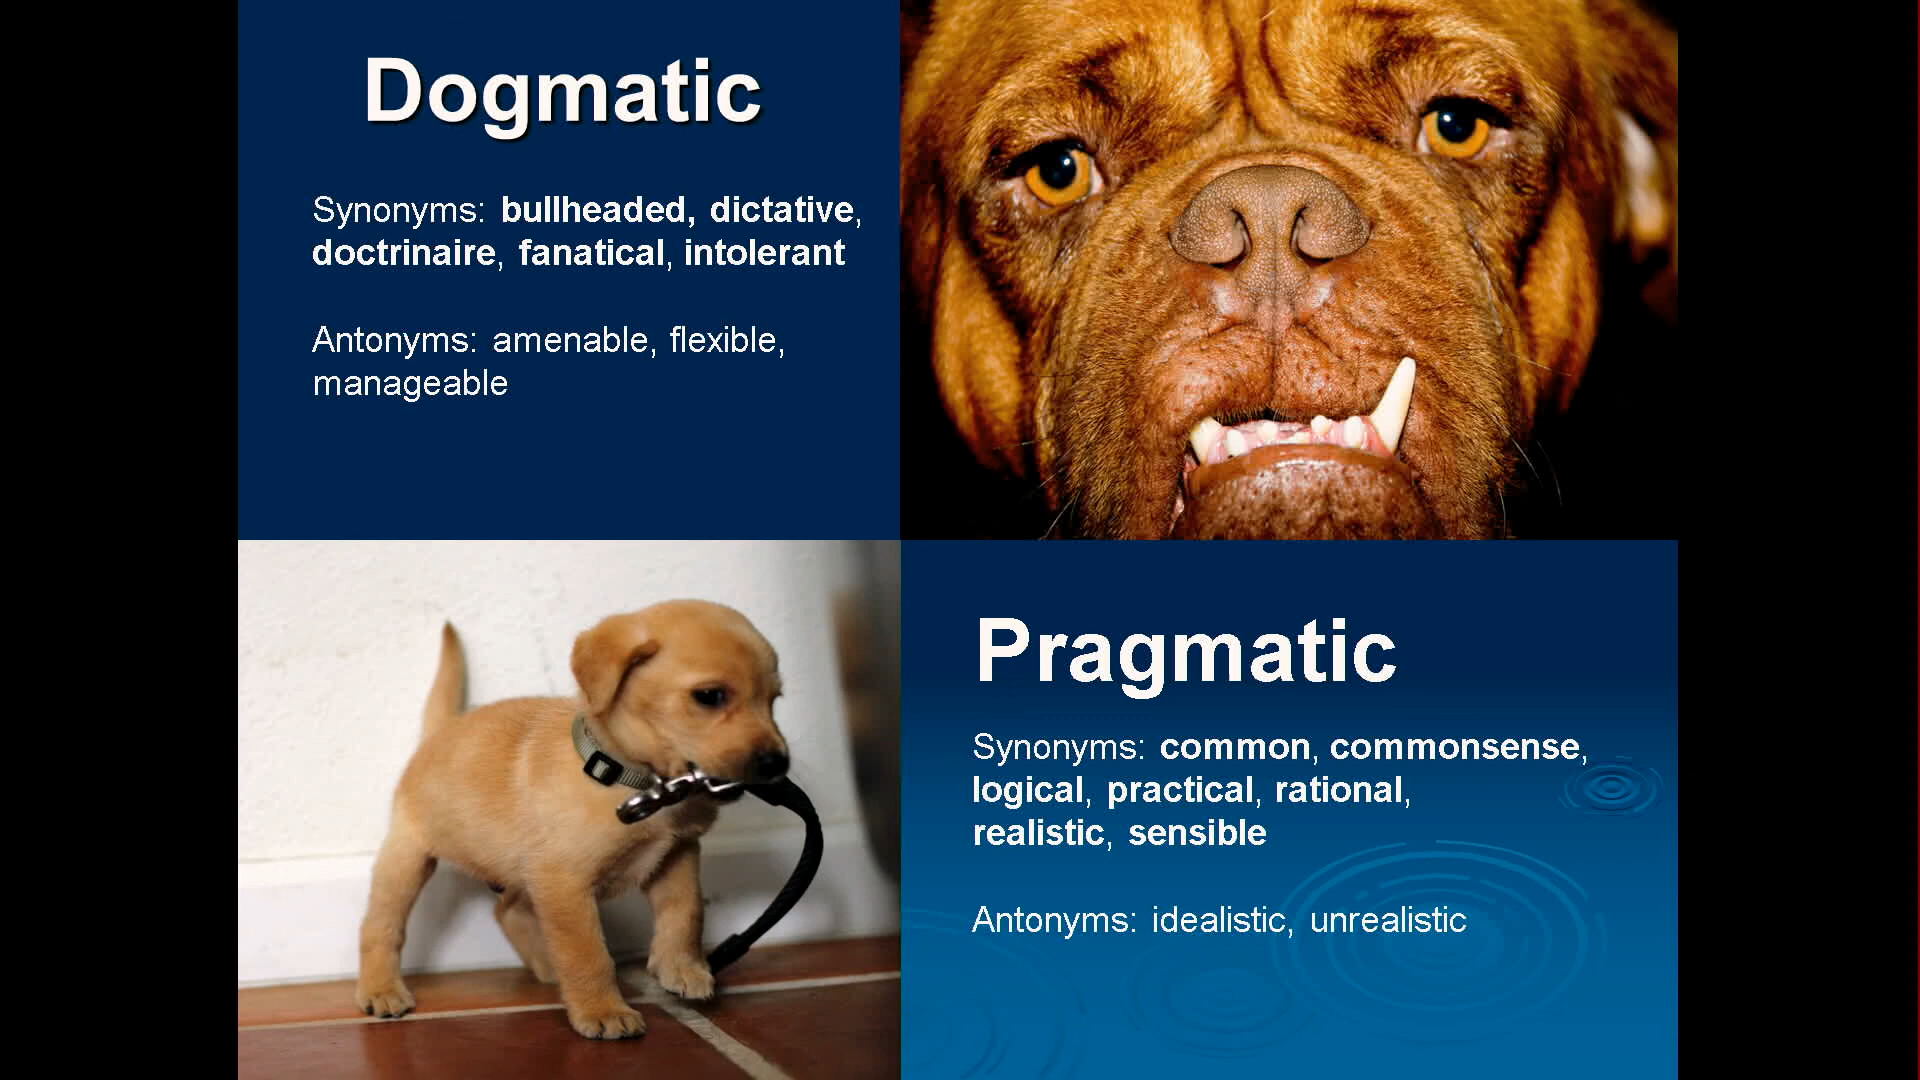 Dogmatic
Synonyms: bullheaded, dictative,
doctrinaire, fanatical, intolerant
Antonyms: amenable, flexible,
manageable
Pragmatic
Synonyms: common, commonsense,
logical, practical, rational,
realistic, sensible
Antonyms: idealistic, unrealistic